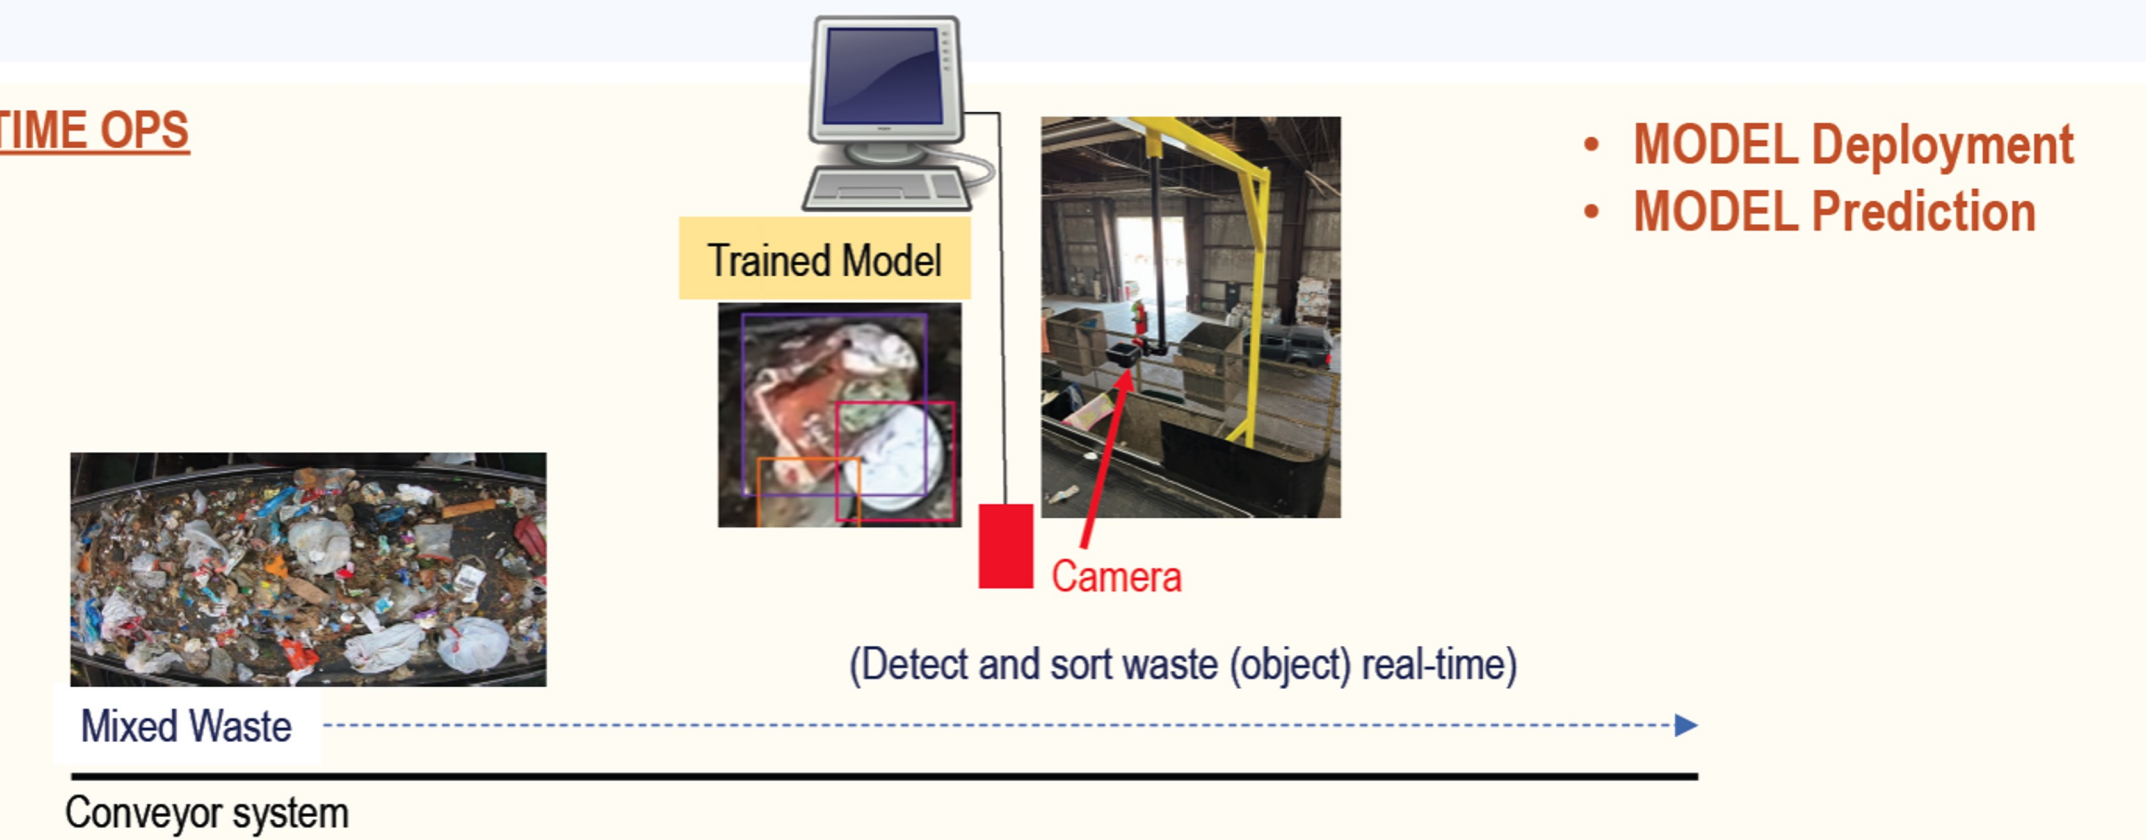 TIME OPS
• MODEL Deployment
• MODEL Prediction
Trained Model
Camera
(Detect and sort waste (object) real-time)
Mixed Waste
Conveyor system